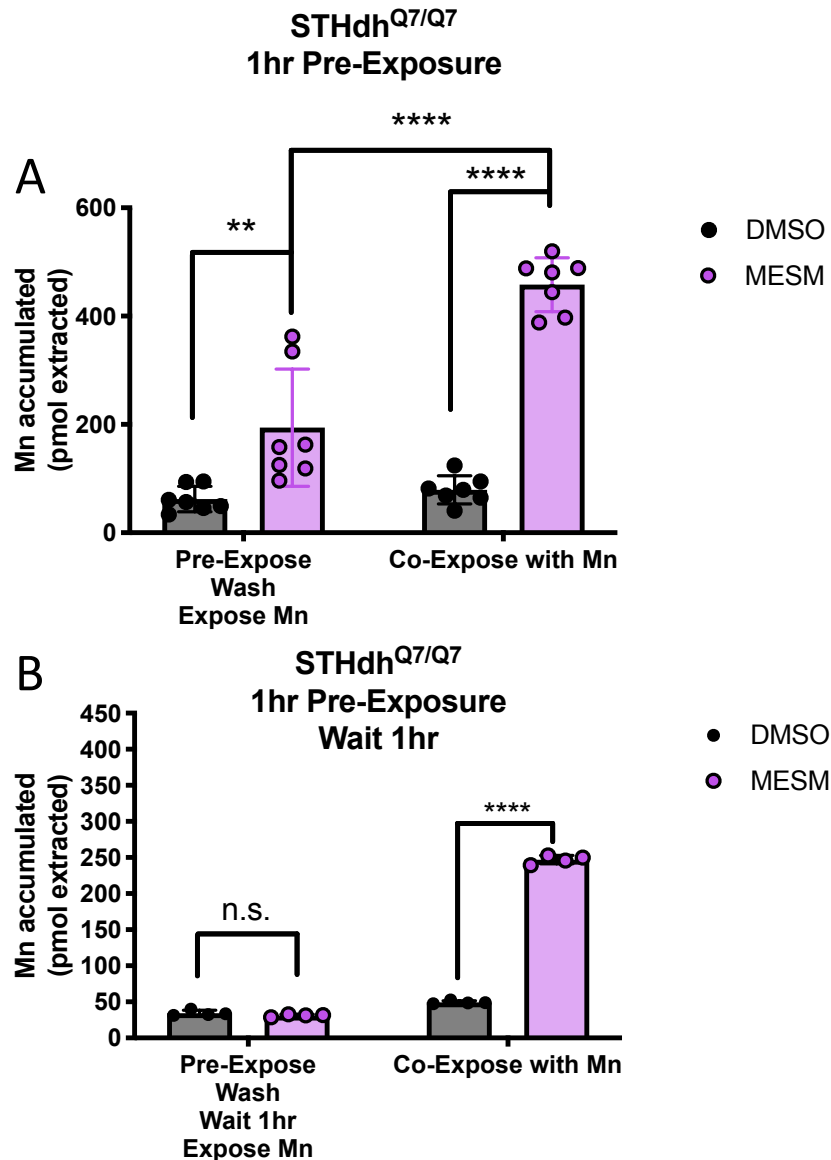 STHdhQ7/Q7
1hr Pre-Exposure
A
****
****
**
600
400
200
0
Mn accumulated
(pmol extracted)
DMSO
MESM
Pre-Expose
Wash
Expose Mn
Co-Expose with Mn
B
STHdhQ7/Q7
1hr Pre-Exposure
Wait 1hr
450
400
350
300
250
200
150
100
50
0
Mn accumulated
(pmol extracted)
DMSO
MESM
****
n.s.
Pre-Expose
Wash
Wait 1hr
Expose Mn
Co-Expose with Mn